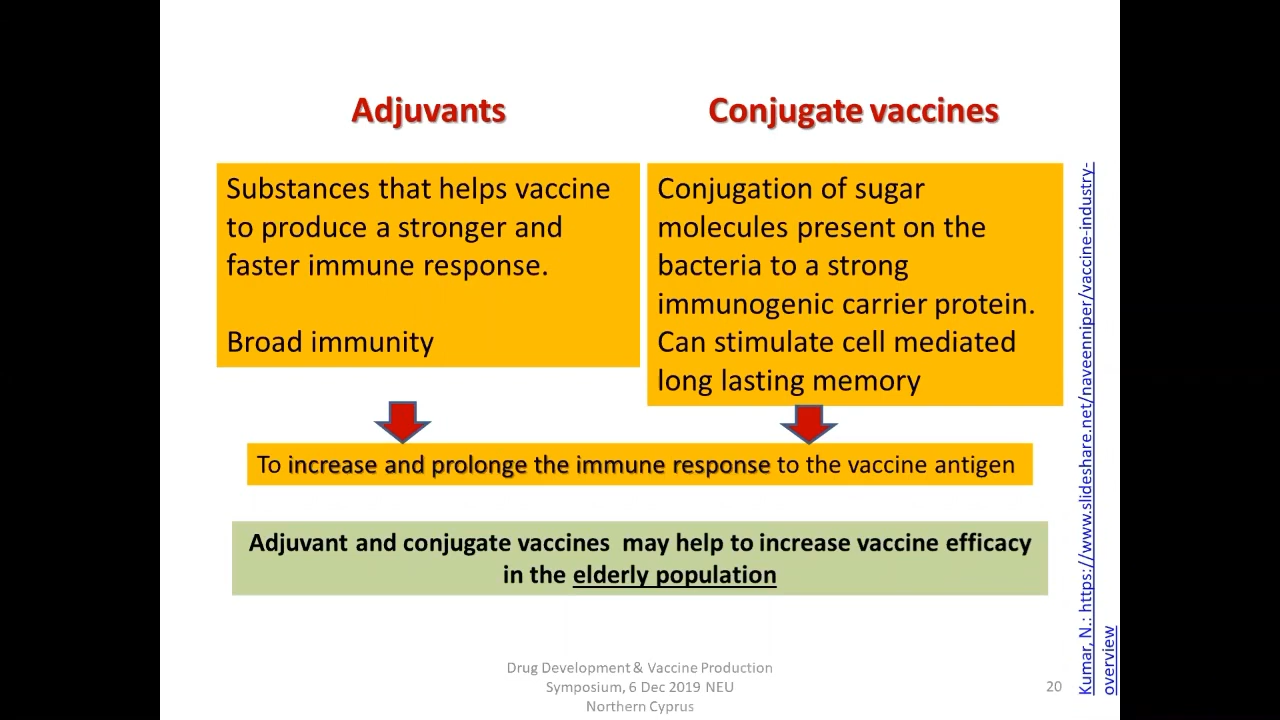 Adjuvants
Conjugate vaccines
Substances that helps vaccine
to produce a stronger and
faster immune response.
Broad immunity
Conjugation of sugar
molecules present on the
bacteria to a strong
immunogenic carrier protein.
Can stimulate cell mediated
long lasting memory
To increase and prolonge the immune response to the vaccine antigen
Adjuvant and conjugate vaccines may help to increase vaccine efficacy
in the elderly population
Kumar, N.: https://www.slideshare.net/naveenniper/vaccine-industry-
overview
Drug Development & Vaccine Production
Symposium, 6 Dec 2019 NEU
Northern Cyprus
20